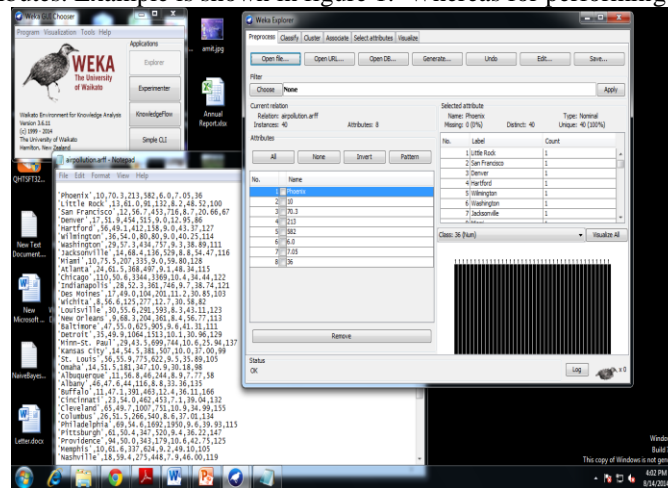 butes. Example is shown in figure 1. Whereas for performing
Weka GUI Chooser
Program Visualization Tools Help
Applications
WEKA
The University
of Waikato
Explorer
Experimenter
KnowledgeFlow
Simple CLI
Waikato Environment for Knowledge Analysis
Version 3.6.11
(c) 1999 - 2014
The University of Waikato
Hamilton, New Zealand
amit.jpg
Annual
Report.xlsx
QHTSFT32...
New Text
Document...
New
Microsoft
NaiveBayes...
Letter.docx
airpollution.arff - Notepad
File Edit Format View Help
'Phoenix',10,70.3,213,582,6.0,7.05,36
'Little Rock',13,61.0,91,132,8.2,48.52,100
'San Francisco',12,56.7,453,716,8.7,20.66,67
'Denver',17,51.9,454,515,9.0,12.95,86
'Hartford',56,49.1,412,158,9.0,43.37,127
'Wilmington',36,54.0,80,80,9.0,40.25,114
'Washington',29,57.3,434,757,9.3,38.89,111
'Jacksonville',14,68.4,136,529,8.8,54.47,116
'Miami',10,75.5,207,335,9.0,59.80,128
'Atlanta',24,61.5,368,497,9.1,48.34,115
'Chicago',110,50.6,3344,3369,10.4,34.44,122
'Indianapolis',28,52.3,361,746,9.7,38.74,121
'Des Moines',17,49.0,104,201,11.2,30.85,103
'Wichita',8,56.6,125,277,12.7,30.58,82
'Louisville',30,55.6,291,593,8.3,43.11,123
'New Orleans',9,68.3,204,361,8.4,56.77,113
'Baltimore',47,55.0,625,905,9.6,41.31,111
'Detroit',35,49.9,1064,1513,10.1,30.96,129
'Minn-St. Paul',29,43.5,699,744,10.6,25.94,137
'Kansas City',14,54.5,381,507,10.0,37.00,99
'St. Louis',56,55.9,775,622,9.5,35.89,105
'Omaha',14,51.5,181,347,10.9,30.18,98
'Albuquerque',11,56.8,46,244,8.9,7.77,58
'Albany',46,47.6,44,116,8.8,33.36,135
'Buffalo',11,47.1,391,463,12.4,36.11,166
'Cincinnati',23,54.0,462,453,7.1,39.04,132
'Cleveland',65,49.7,1007,751,10.9,34.99,155
'Columbus',26,51.5,266,540,8.6,37.01,134
'Philadelphia',69,54.6,1692,1950,9.6,39.93,115
'Pittsburgh',61,50.4,347,520,9.4,36.22,147
'Providence',94,50.0,343,179,10.6,42.75,125
'Memphis',10,61.6,337,624,9.2,49.10,105
'Nashville',18,59.4,275,448,7.9,46.00,119
Weka Explorer
Preprocess Classify Cluster Associate Select attributes Visualize
Open file... Open URL... Open DB... Generate... Undo Edit... Save...
Filter
Choose None Apply
Current relation
Relation: airpollution.arff
Instances: 40 Attributes: 8
Attributes
All None Invert Pattern
No. Name
1 Phoenix
2 10
3 70.3
4 213
5 582
6 6.0
7 7.05
8 36
Remove
Selected attribute
Name: Phoenix Type: Nominal
Missing: 0 (0%) Distinct: 40 Unique: 40 (100%)
No. Label Count
1 Little Rock 1
2 San Francisco 1
3 Denver 1
4 Hartford 1
5 Wilmington 1
6 Washington 1
7 Jacksonville 1
Class: 36 (Num) Visualize All
Status
OK
Log x 0
Windo
Build
This copy of Windows is not gen
4:02 PM
8/14/2014